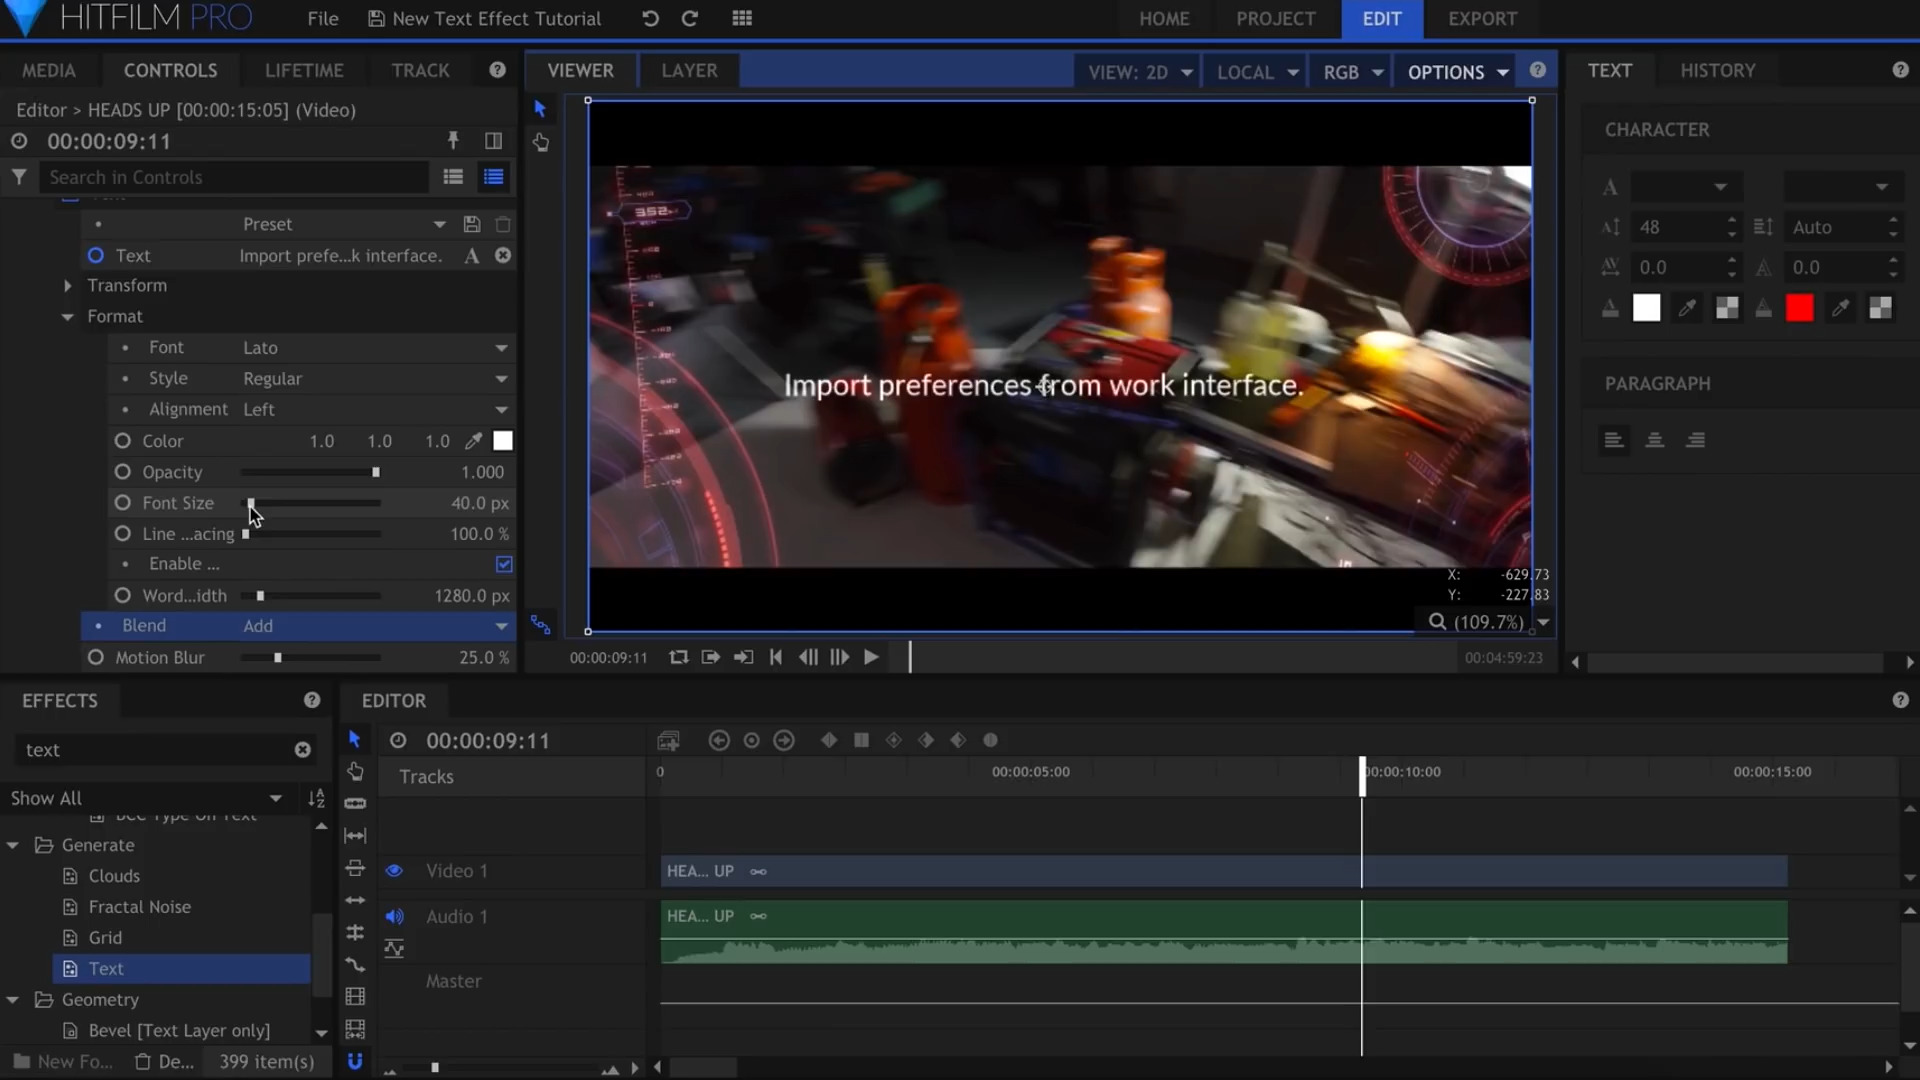 HITFILM PRO
File
New Text Effect Tutorial
HOME
PROJECT
EDIT
EXPORT
MEDIA
CONTROLS
LIFETIME
TRACK
VIEWER
LAYER
VIEW: 2D
LOCAL
RGB
OPTIONS
TEXT
HISTORY
Editor > HEADS UP [00:00:15:05] (Video)
00:00:09:11
Search in Controls
Preset
Text Import prefe...k interface.
Transform
Format
Font Lato
Style Regular
Alignment Left
Color 1.0 1.0 1.0
Opacity 1.000
Font Size 40.0 px
Line ...acing 100.0 %
Enable ...
Word...idth 1280.0 px
Blend Add
Motion Blur 25.0 %
352
Import preferences from work interface.
X: -629.73
Y: -227.83
(109.7%)
00:00:09:11
00:04:59:23
CHARACTER
48
Auto
0.0
0.0
PARAGRAPH
EFFECTS
text
Show All
BCC Type On Text
Generate
Clouds
Fractal Noise
Grid
Text
Geometry
Bevel [Text Layer only]
New Fo...
De...
399 item(s)
EDITOR
00:00:09:11
Tracks
0
00:00:05:00
00:00:10:00
00:00:15:00
Video 1
HEA... UP
Audio 1
HEA... UP
Master